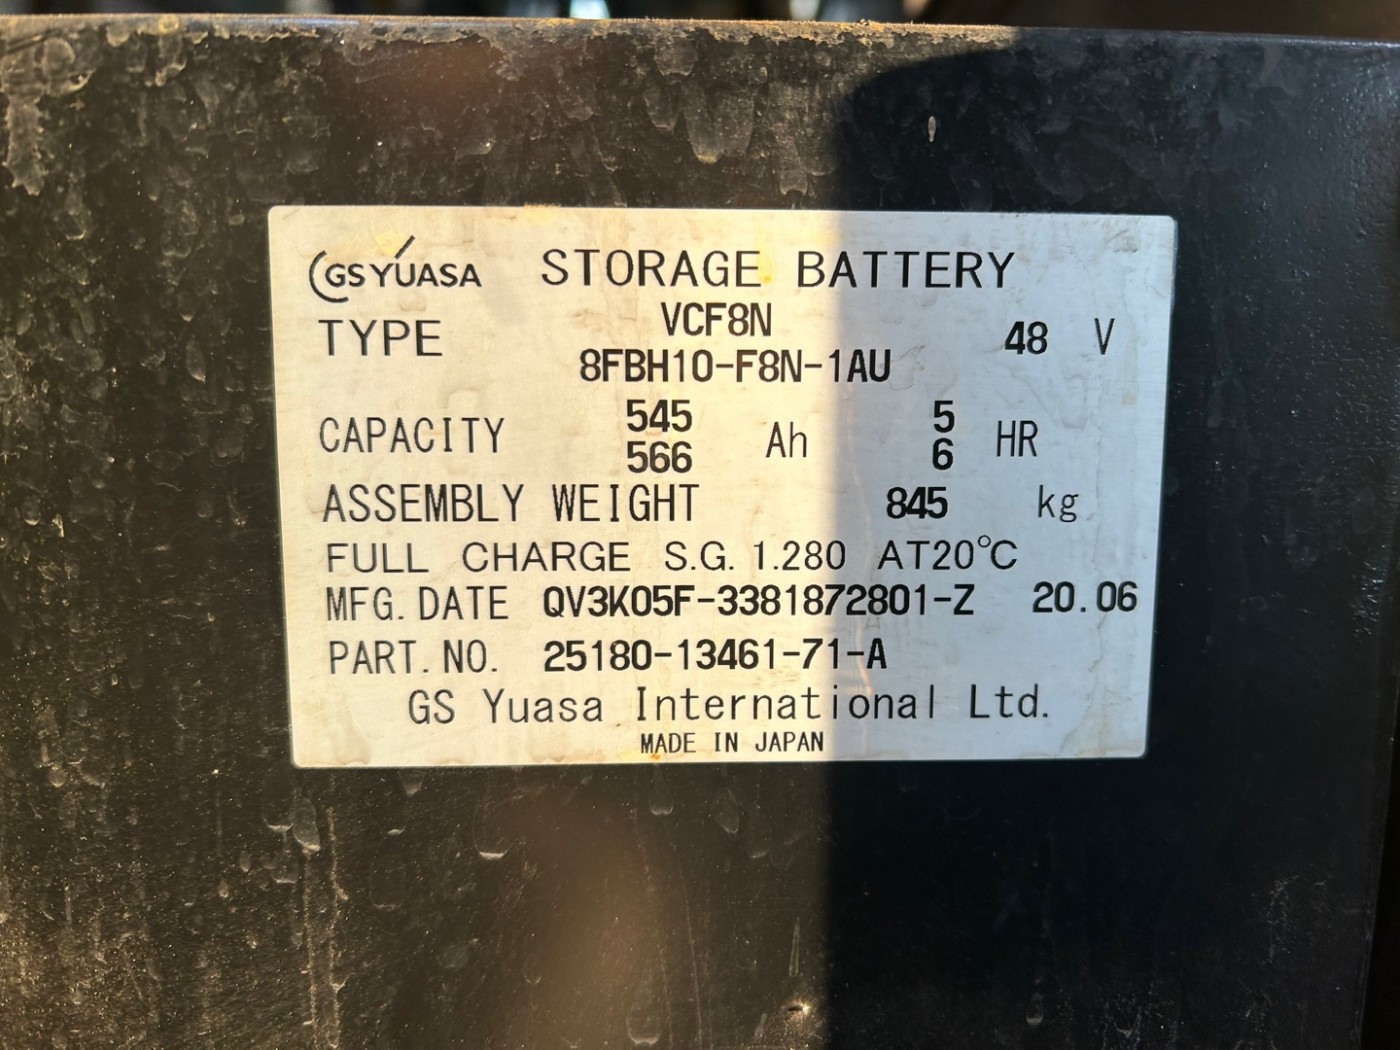 GS YUASA STORAGE BATTERY
TYPE VCF8N 48 V
8FBH10-F8N-1AU
CAPACITY 545 Ah 5 HR
566 6
ASSEMBLY WEIGHT 845 kg
FULL CHARGE S.G. 1.280 AT20℃
MFG. DATE QV3K05F-3381872801-Z 20.06
PART. NO. 25180-13461-71-A
GS Yuasa International Ltd.
MADE IN JAPAN